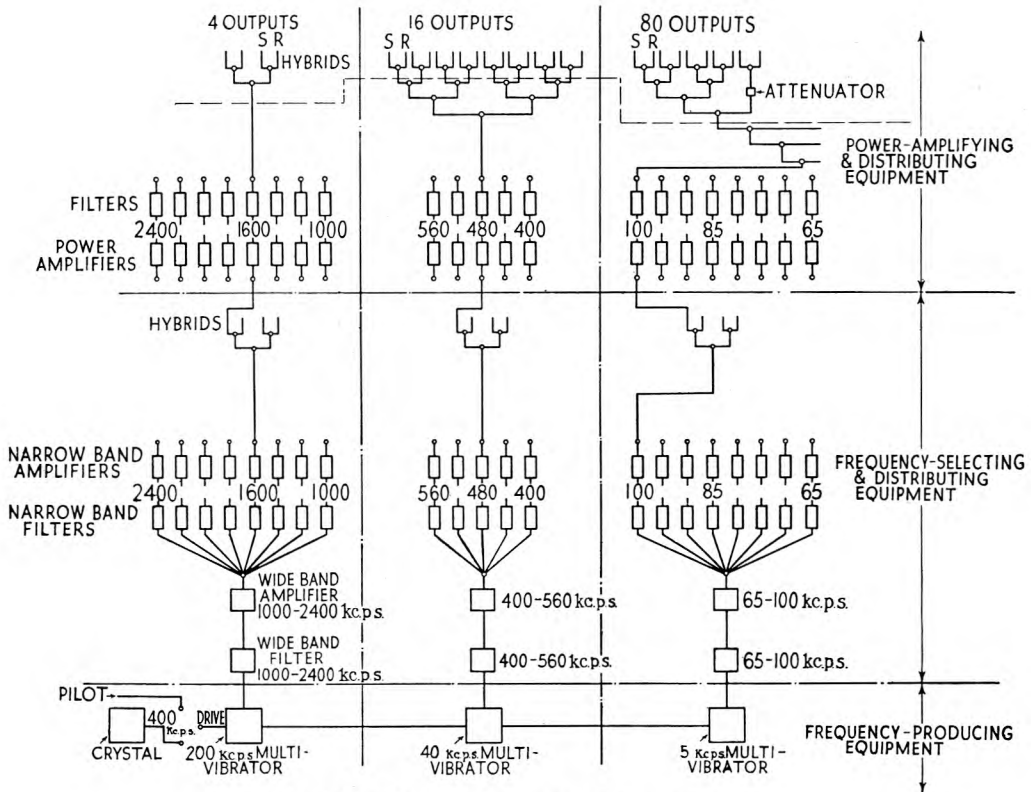 4 OUTPUTS
S R
HYBRIDS
16 OUTPUTS
S R
80 OUTPUTS
S R
ATTENUATOR
POWER-AMPLIFYING
& DISTRIBUTING
EQUIPMENT
FILTERS
2400 1600 1000
560 480 400
100 85 65
POWER
AMPLIFIERS
HYBRIDS
NARROW BAND
AMPLIFIERS
2400 1600 1000
560 480 400
100 85 65
NARROW BAND
FILTERS
FREQUENCY-SELECTING
& DISTRIBUTING
EQUIPMENT
WIDE BAND
AMPLIFIER
1000-2400 kc.p.s.
400-560 kc.p.s.
65-100 kc.p.s.
WIDE BAND
FILTER
1000-2400 kc.p.s.
400-560 kc.p.s.
65-100 kc.p.s.
PILOT
400
Kc.p.s.
DRIVE
CRYSTAL
200 Kc.p.s MULTI-
VIBRATOR
40 Kc.p.s. MULTI-
VIBRATOR
5 Kc.p.s. MULTI-
VIBRATOR
FREQUENCY-PRODUCING
EQUIPMENT